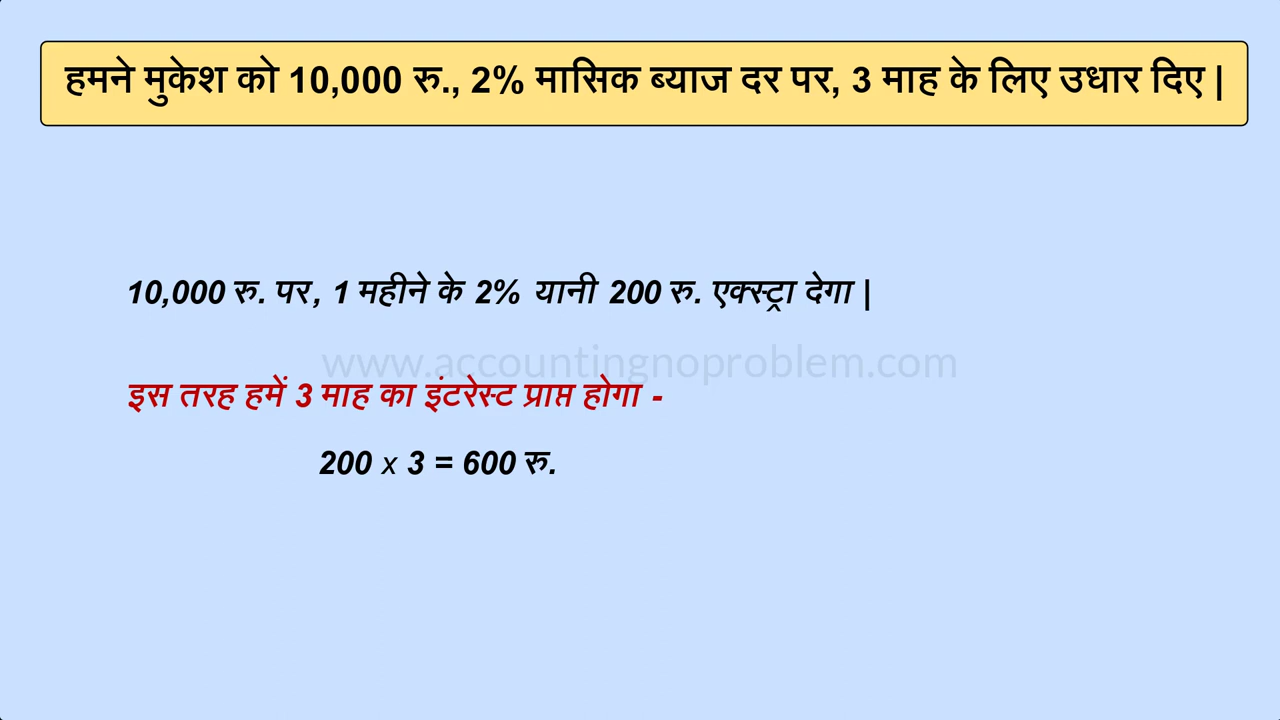 हमने मुकेश को 10,000 रु., 2% मासिक ब्याज दर पर, 3 माह के लिए उधार दिए |
10,000 रु. पर, 1 महीने के 2% यानी 200 रु. एक्स्ट्रा देगा |
www.accountingnoproblem.com
इस तरह हमें 3 माह का इंटरेस्ट प्राप्त होगा -
200 x 3 = 600 रु.